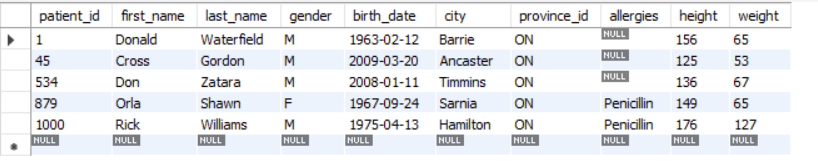 patient_id first_name last_name gender birth_date city province_id allergies height weight
1 Donald Waterfield M 1963-02-12 Barrie ON NULL 156 65
45 Cross Gordon M 2009-03-20 Ancaster ON NULL 125 53
534 Don Zatara M 2008-01-11 Timmins ON NULL 136 67
879 Orla Shawn F 1967-09-24 Sarnia ON Penicillin 149 65
1000 Rick Williams M 1975-04-13 Hamilton ON Penicillin 176 127
NULL NULL NULL NULL NULL NULL NULL NULL NULL NULL